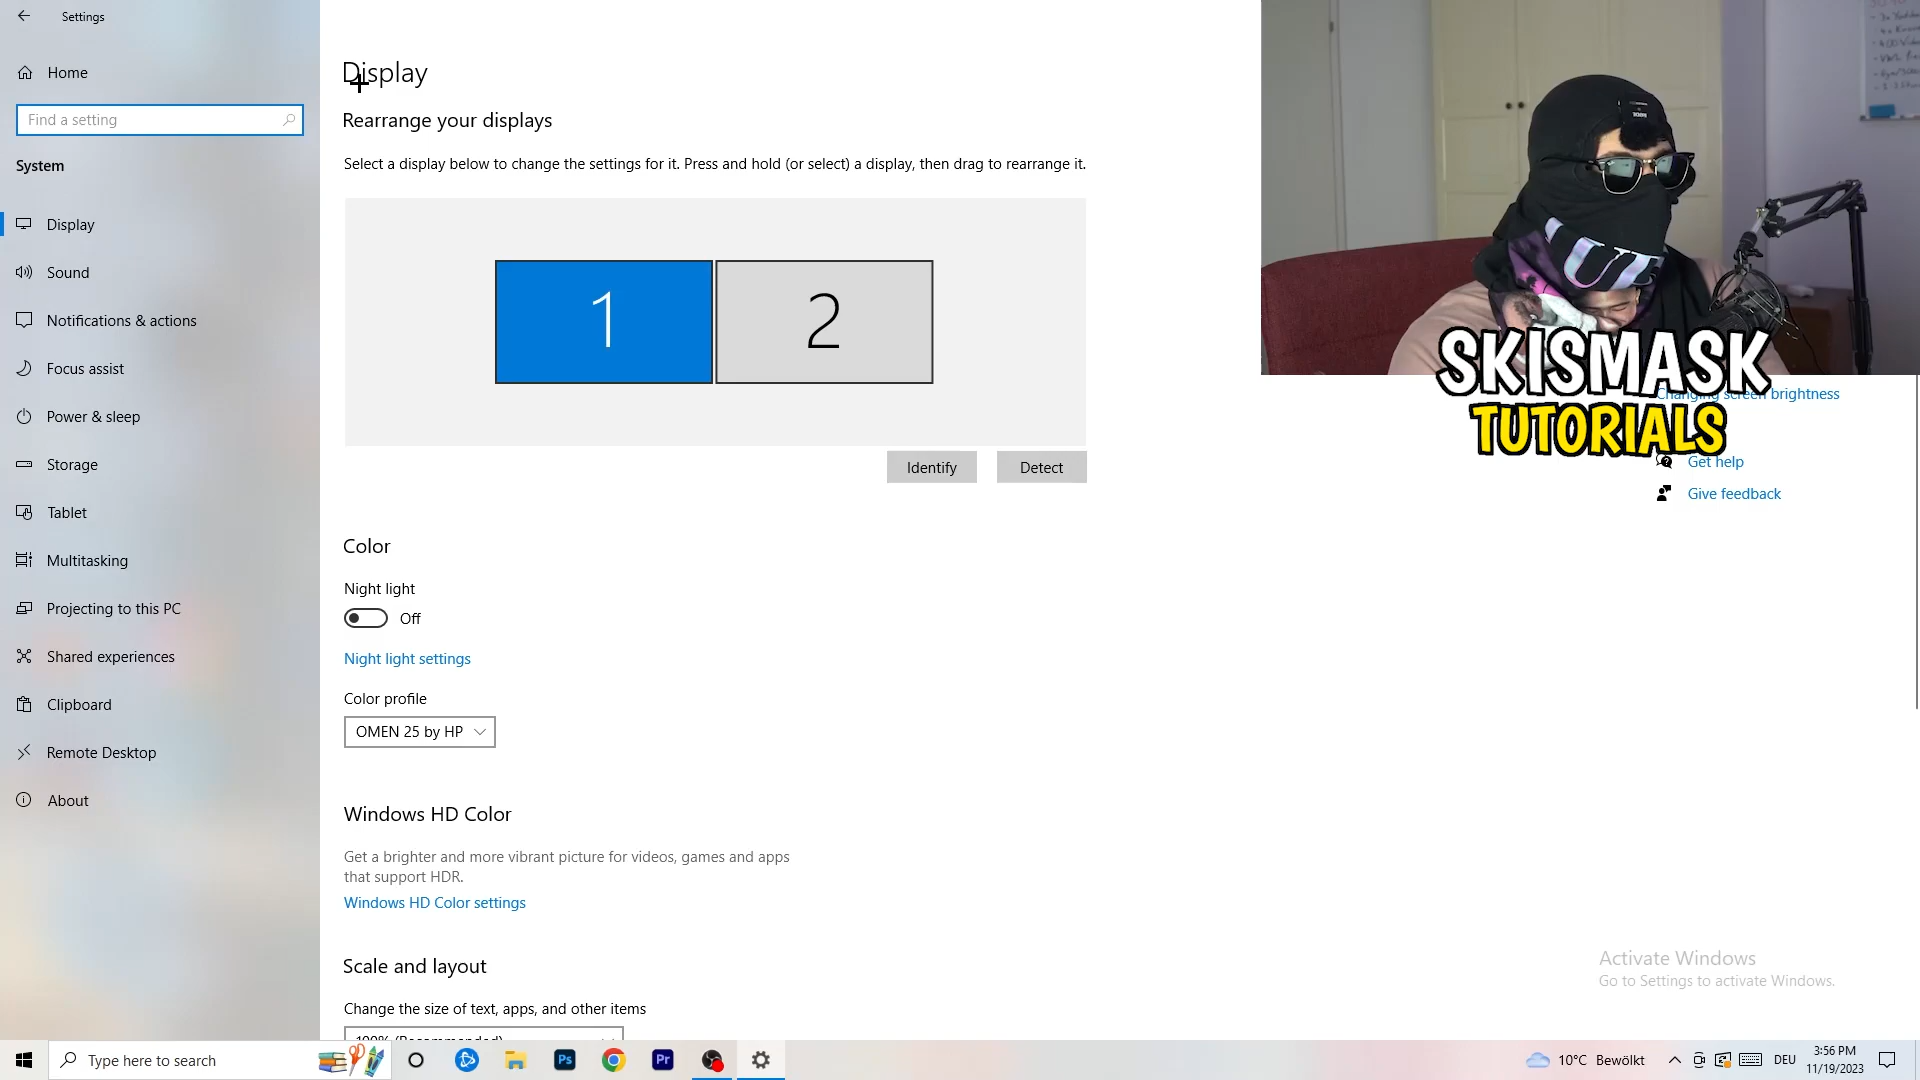 Settings
Home
Find a setting
System
Display
Sound
Notifications & actions
Focus assist
Power & sleep
Storage
Tablet
Multitasking
Projecting to this PC
Shared experiences
Clipboard
Remote Desktop
About
Display
Rearrange your displays
Select a display below to change the settings for it. Press and hold (or select) a display, then drag to rearrange it.
1
2
Identify
Detect
Color
Night light
Off
Night light settings
Color profile
OMEN 25 by HP
Windows HD Color
Get a brighter and more vibrant picture for videos, games and apps
that support HDR.
Windows HD Color settings
Scale and layout
Change the size of text, apps, and other items
100% (Recommended)
SKISMASK
TUTORIALS
Changing screen brightness
Get help
Give feedback
Activate Windows
Go to Settings to activate Windows.
Type here to search
Ps
Pr
10°C Bewölkt
DEU
3:56 PM
11/19/2023